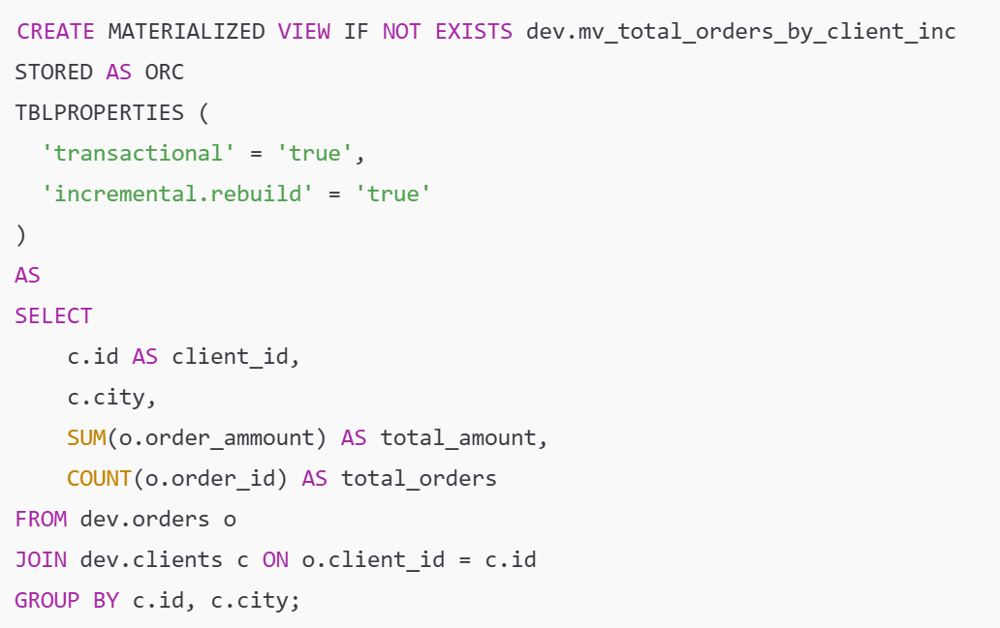 CREATE MATERIALIZED VIEW IF NOT EXISTS dev.mv_total_orders_by_client_inc
STORED AS ORC
TBLPROPERTIES (
  'transactional' = 'true',
  'incremental.rebuild' = 'true'
)
AS
SELECT
    c.id AS client_id,
    c.city,
    SUM(o.order_ammount) AS total_amount,
    COUNT(o.order_id) AS total_orders
FROM dev.orders o
JOIN dev.clients c ON o.client_id = c.id
GROUP BY c.id, c.city;